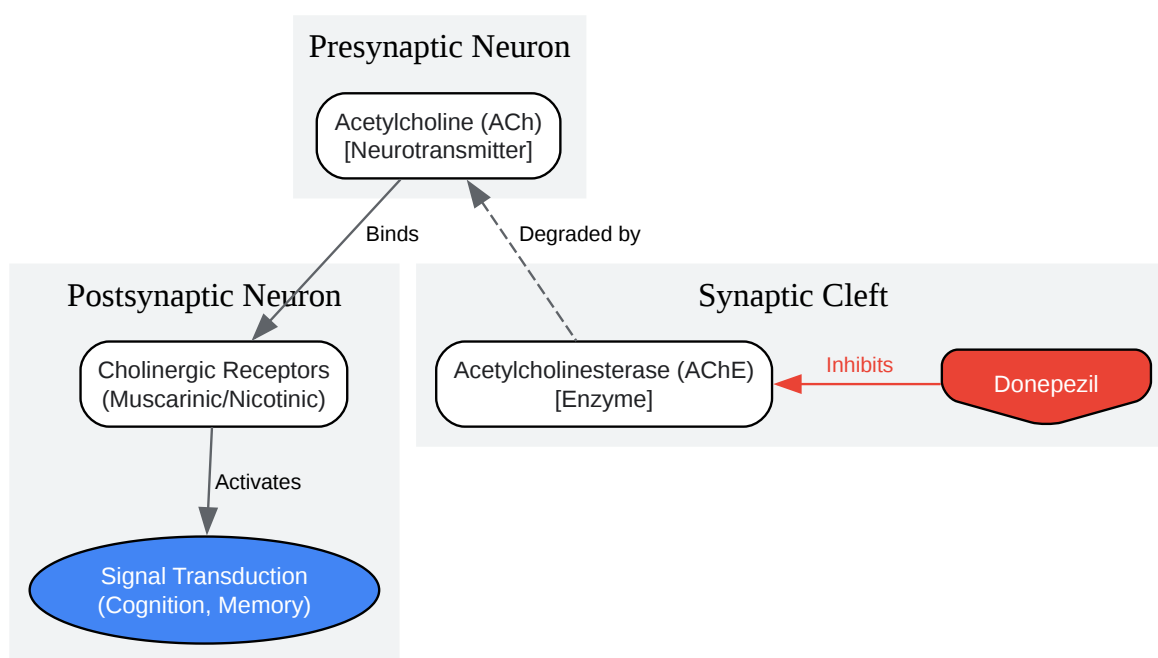 Presynaptic Neuron
Acetylcholine (ACh)
[Neurotransmitter]
Binds
Degraded by
Postsynaptic Neuron
Synaptic Cleft
Cholinergic Receptors
(Muscarinic/Nicotinic)
Acetylcholinesterase (AChE)
[Enzyme]
Inhibits
Donepezil
Activates
Signal Transduction
(Cognition, Memory)